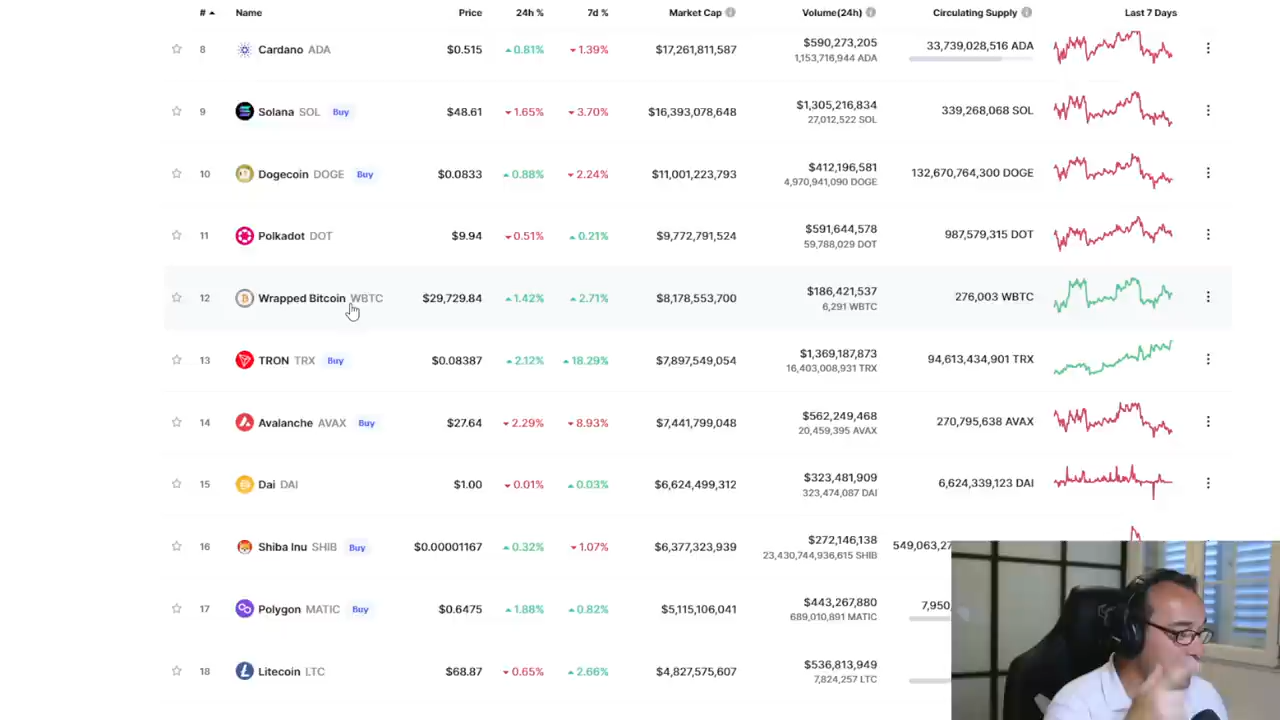 # Name Price 24h % 7d % Market Cap Volume(24h) Circulating Supply Last 7 Days
8 Cardano ADA $0.515 0.81% 1.39% $17,261,811,587 $590,273,205 33,739,028,516 ADA
1,153,716,944 ADA
9 Solana SOL Buy $48.61 1.65% 3.70% $16,393,078,648 $1,305,216,834 339,268,068 SOL
27,012,522 SOL
10 Dogecoin DOGE Buy $0.0833 0.88% 2.24% $11,001,223,793 $412,196,581 132,670,764,300 DOGE
4,970,941,090 DOGE
11 Polkadot DOT $9.94 0.51% 0.21% $9,772,791,524 $591,644,578 987,579,315 DOT
59,788,029 DOT
12 Wrapped Bitcoin WBTC $29,729.84 1.42% 2.71% $8,178,553,700 $186,421,537 276,003 WBTC
6,291 WBTC
13 TRON TRX Buy $0.08387 2.12% 18.29% $7,897,549,054 $1,369,187,873 94,613,434,901 TRX
16,403,008,931 TRX
14 Avalanche AVAX Buy $27.64 2.29% 8.93% $7,441,799,048 $562,249,468 270,795,638 AVAX
20,459,395 AVAX
15 Dai DAI $1.00 0.01% 0.03% $6,624,499,312 $323,481,909 6,624,339,123 DAI
323,474,087 DAI
16 Shiba Inu SHIB Buy $0.00001167 0.32% 1.07% $6,377,323,939 $272,146,138 549,063,27
23,430,744,936,615 SHIB
17 Polygon MATIC Buy $0.6475 1.88% 0.82% $5,115,106,041 $443,267,880 7,950,
689,010,891 MATIC
18 Litecoin LTC $68.87 0.65% 2.66% $4,827,575,607 $536,813,949
7,824,257 LTC